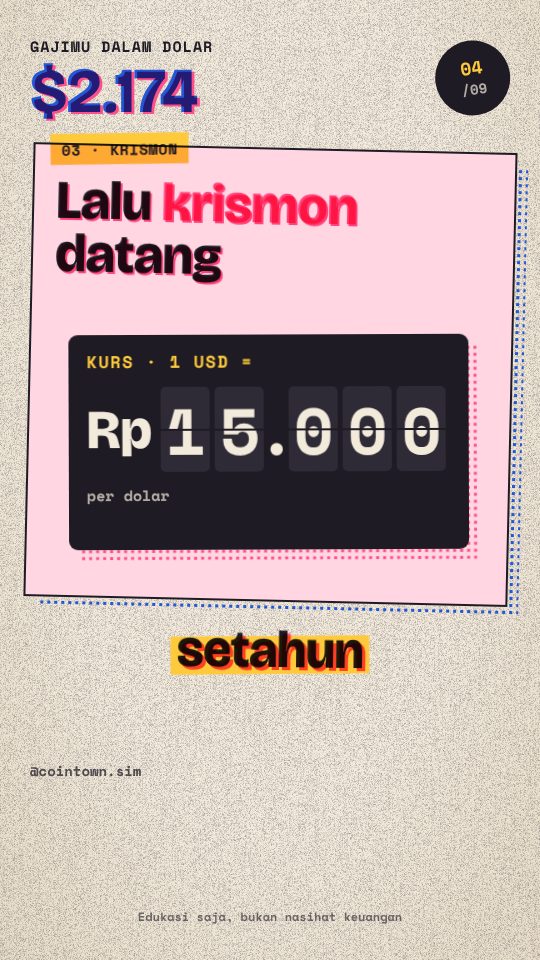 GAJIMU DALAM DOLAR
$2.174
04
/09
03 · KRISMON
Lalu krismon
datang
KURS · 1 USD =
Rp 15.000
per dolar
setahun
@cointown.sim
Edukasi saja, bukan nasihat keuangan